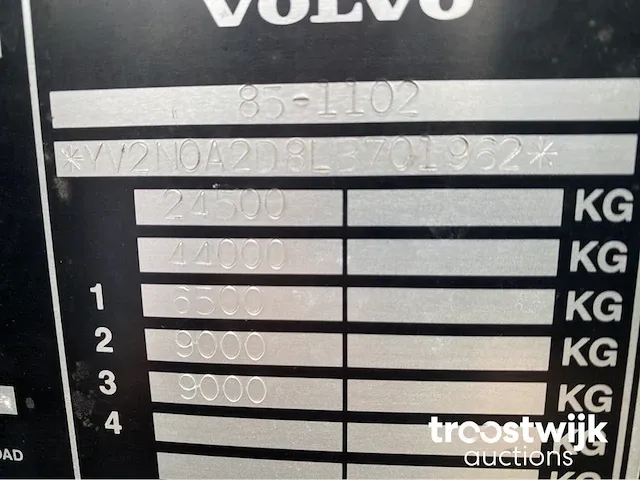 VOLVO
85-1102
*YV2N0A2D8LB701962*
24500 KG
44000 KG
1 6500 KG
2 9000 KG
3 9000 KG
4 KG
OAD
troostwijk
auctions